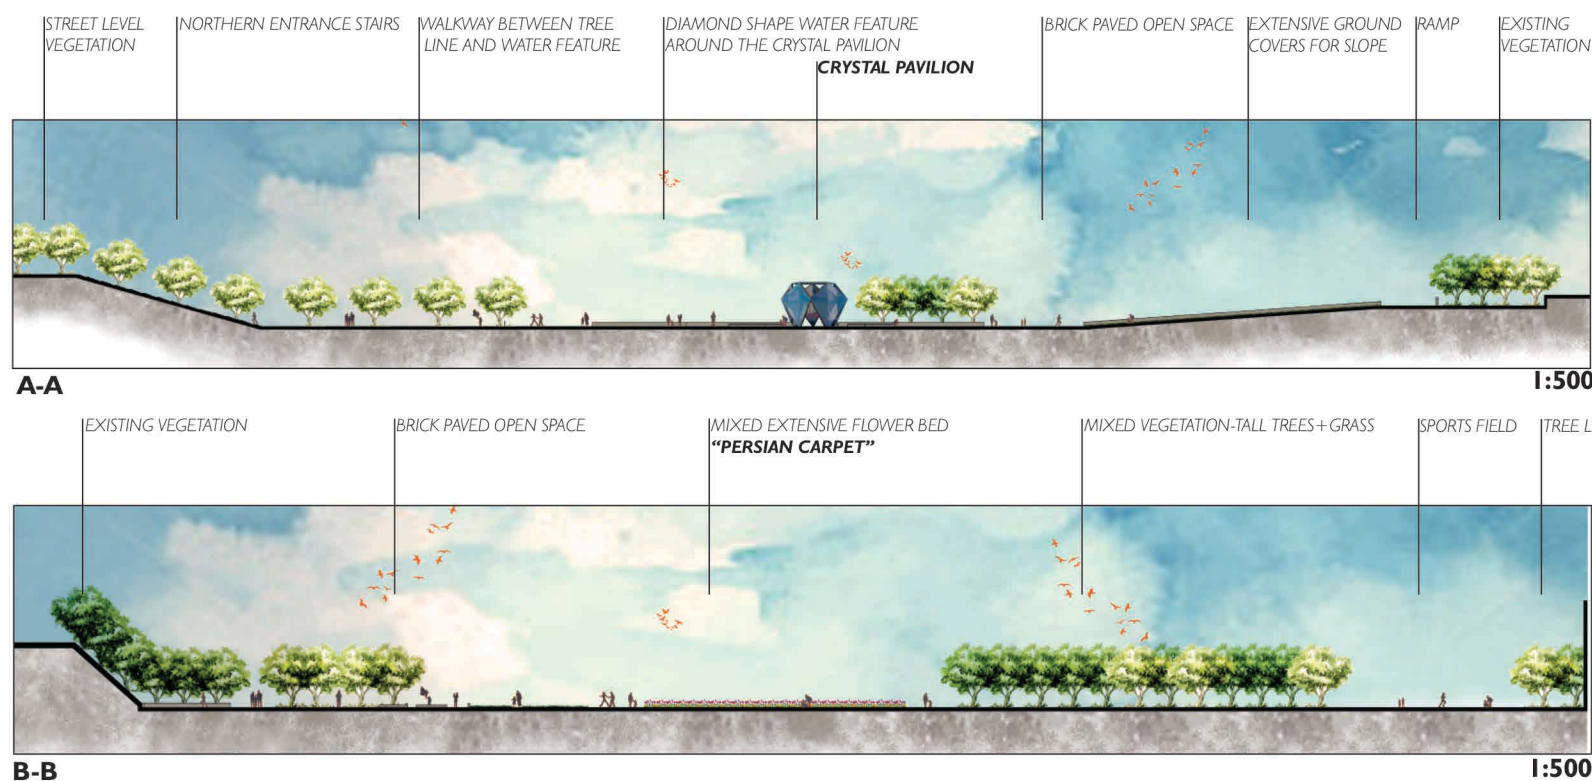 STREET LEVEL
VEGETATION
NORTHERN ENTRANCE STAIRS
WALKWAY BETWEEN TREE
LINE AND WATER FEATURE
DIAMOND SHAPE WATER FEATURE
AROUND THE CRYSTAL PAVILION
CRYSTAL PAVILION
BRICK PAVED OPEN SPACE
EXTENSIVE GROUND
COVERS FOR SLOPE
RAMP
EXISTING
VEGETATION
A-A
1:500
EXISTING VEGETATION
BRICK PAVED OPEN SPACE
MIXED EXTENSIVE FLOWER BED
“PERSIAN CARPET”
MIXED VEGETATION-TALL TREES+GRASS
SPORTS FIELD
TREE L
B-B
1:500